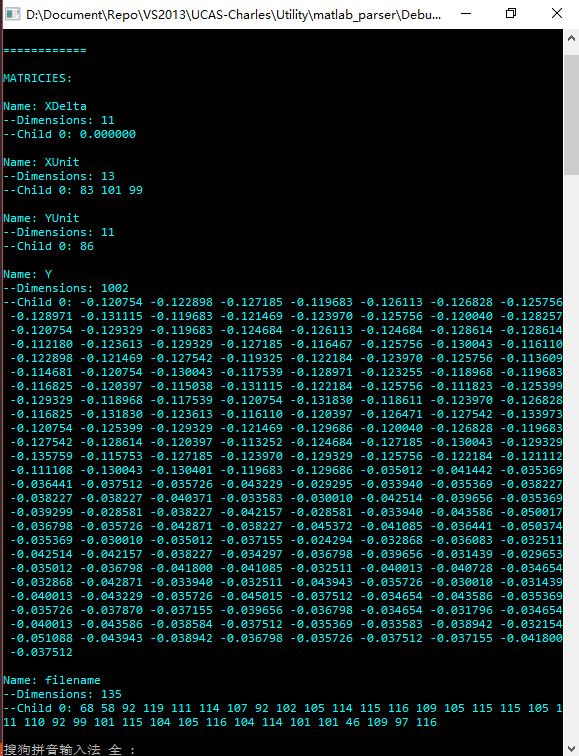 D:\Document\Repo\VS2013\UCAS-Charles\Utility\matlab_parser\Debu...
============
MATRICIES:
Name: XDelta
--Dimensions: 11
--Child 0: 0.000000
Name: XUnit
--Dimensions: 13
--Child 0: 83 101 99
Name: YUnit
--Dimensions: 11
--Child 0: 86
Name: Y
--Dimensions: 1002
--Child 0: -0.120754 -0.122898 -0.127185 -0.119683 -0.126113 -0.126828 -0.125756
-0.128971 -0.131115 -0.119683 -0.121469 -0.123970 -0.125756 -0.120040 -0.128257
-0.120754 -0.129329 -0.119683 -0.124684 -0.126113 -0.124684 -0.128614 -0.128614
-0.112180 -0.123613 -0.129329 -0.127185 -0.116467 -0.125756 -0.130043 -0.116110
-0.122898 -0.121469 -0.127542 -0.119325 -0.122184 -0.123970 -0.125756 -0.113609
-0.114681 -0.120754 -0.130043 -0.117539 -0.128971 -0.123255 -0.118968 -0.119683
-0.116825 -0.120397 -0.115038 -0.131115 -0.122184 -0.125756 -0.111823 -0.125399
-0.129329 -0.118968 -0.117539 -0.120754 -0.131830 -0.118611 -0.123970 -0.126828
-0.116825 -0.131830 -0.123613 -0.116110 -0.120397 -0.126471 -0.127542 -0.133973
-0.120754 -0.125399 -0.129329 -0.121469 -0.129686 -0.120040 -0.126828 -0.119683
-0.127542 -0.128614 -0.120397 -0.113252 -0.124684 -0.127185 -0.130043 -0.129329
-0.135759 -0.115753 -0.127185 -0.123970 -0.129329 -0.125756 -0.122184 -0.121112
-0.111108 -0.130043 -0.130401 -0.119683 -0.129686 -0.035012 -0.041442 -0.035369
-0.036441 -0.037512 -0.035726 -0.043229 -0.029295 -0.033940 -0.035369 -0.038227
-0.038227 -0.038227 -0.040371 -0.033583 -0.030010 -0.042514 -0.039656 -0.035369
-0.039299 -0.028581 -0.038227 -0.042157 -0.028581 -0.033940 -0.043586 -0.050017
-0.036798 -0.035726 -0.042871 -0.038227 -0.045372 -0.041085 -0.036441 -0.050374
-0.035369 -0.030010 -0.035012 -0.037155 -0.024294 -0.032868 -0.036083 -0.032511
-0.042514 -0.042157 -0.038227 -0.034297 -0.036798 -0.039656 -0.031439 -0.029653
-0.035012 -0.036798 -0.041800 -0.041085 -0.032511 -0.040013 -0.040728 -0.034654
-0.032868 -0.042871 -0.033940 -0.032511 -0.043943 -0.035726 -0.030010 -0.031439
-0.040013 -0.043229 -0.035726 -0.045015 -0.037512 -0.034654 -0.043586 -0.035369
-0.035726 -0.037870 -0.037155 -0.039656 -0.036798 -0.034654 -0.031796 -0.034654
-0.040013 -0.043586 -0.038584 -0.037512 -0.035369 -0.033583 -0.038942 -0.032154
-0.051088 -0.043943 -0.038942 -0.036798 -0.035726 -0.037512 -0.037155 -0.041800
-0.037512
Name: filename
--Dimensions: 135
--Child 0: 68 58 92 119 111 114 107 92 102 105 114 115 116 109 105 115 115 105 1
11 110 92 99 101 115 104 105 116 104 114 101 101 46 109 97 116
搜狗拼音输入法 全 :